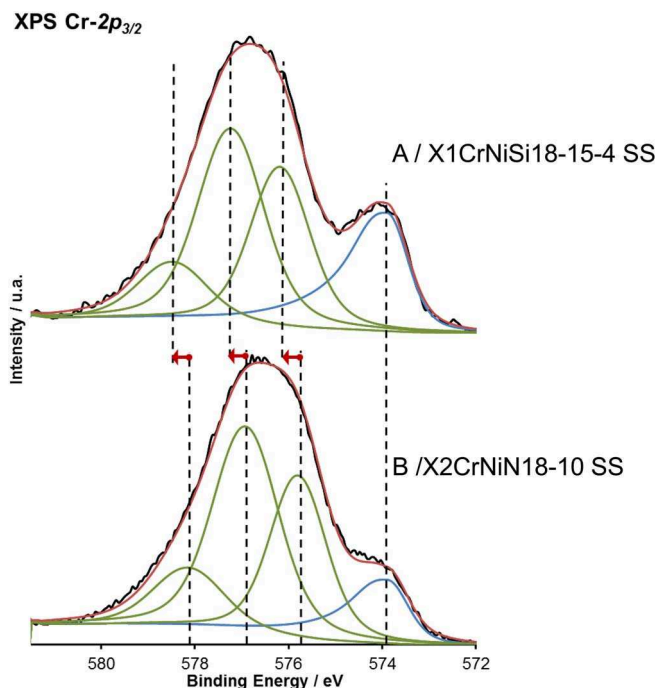 XPS Cr-2p3/2
A / X1CrNiSi18-15-4 SS
Intensity / u.a.
B /X2CrNiN18-10 SS
580 578 576 574 572
Binding Energy / eV